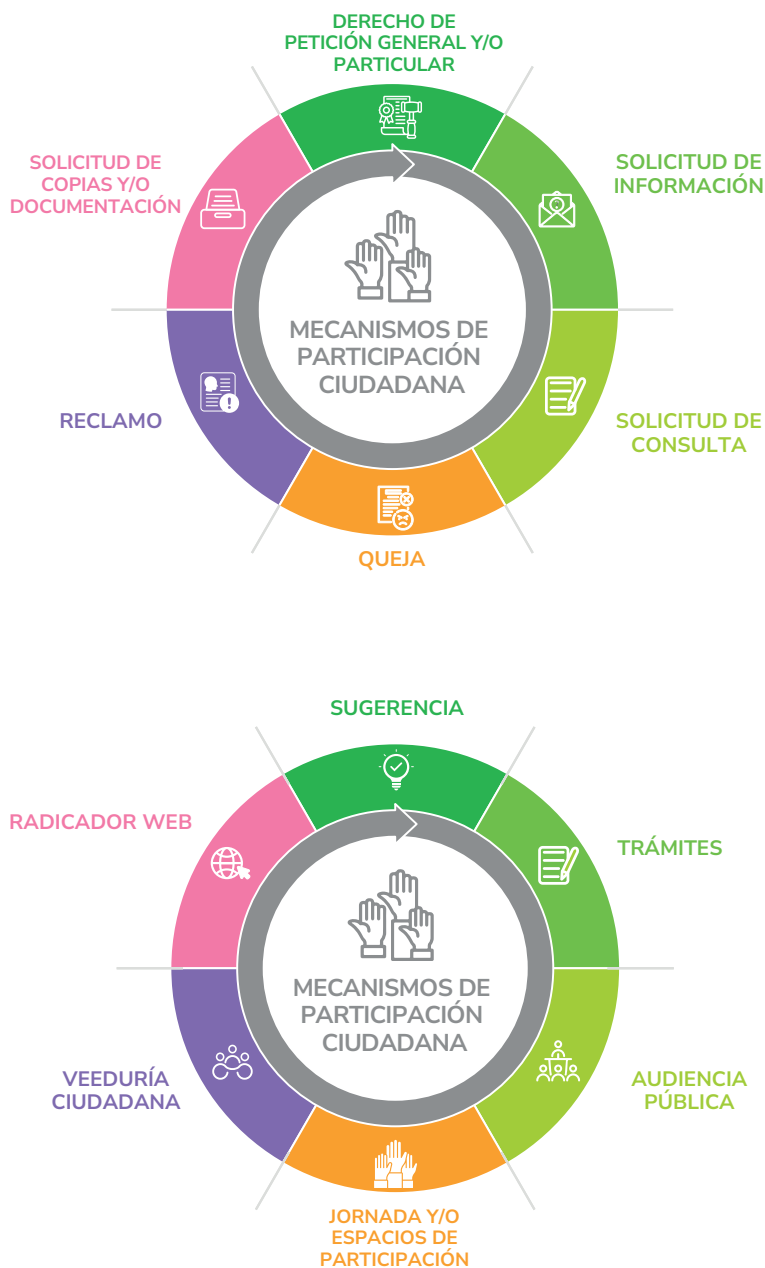 DERECHO DE
PETICIÓN GENERAL Y/O
PARTICULAR
SOLICITUD DE
INFORMACIÓN
SOLICITUD DE
CONSULTA
QUEJA
RECLAMO
SOLICITUD DE
COPIAS Y/O
DOCUMENTACIÓN
MECANISMOS DE
PARTICIPACIÓN
CIUDADANA
SUGERENCIA
TRÁMITES
AUDIENCIA
PÚBLICA
JORNADA Y/O
ESPACIOS DE
PARTICIPACIÓN
VEEDURÍA
CIUDADANA
RADICADOR WEB
MECANISMOS DE
PARTICIPACIÓN
CIUDADANA